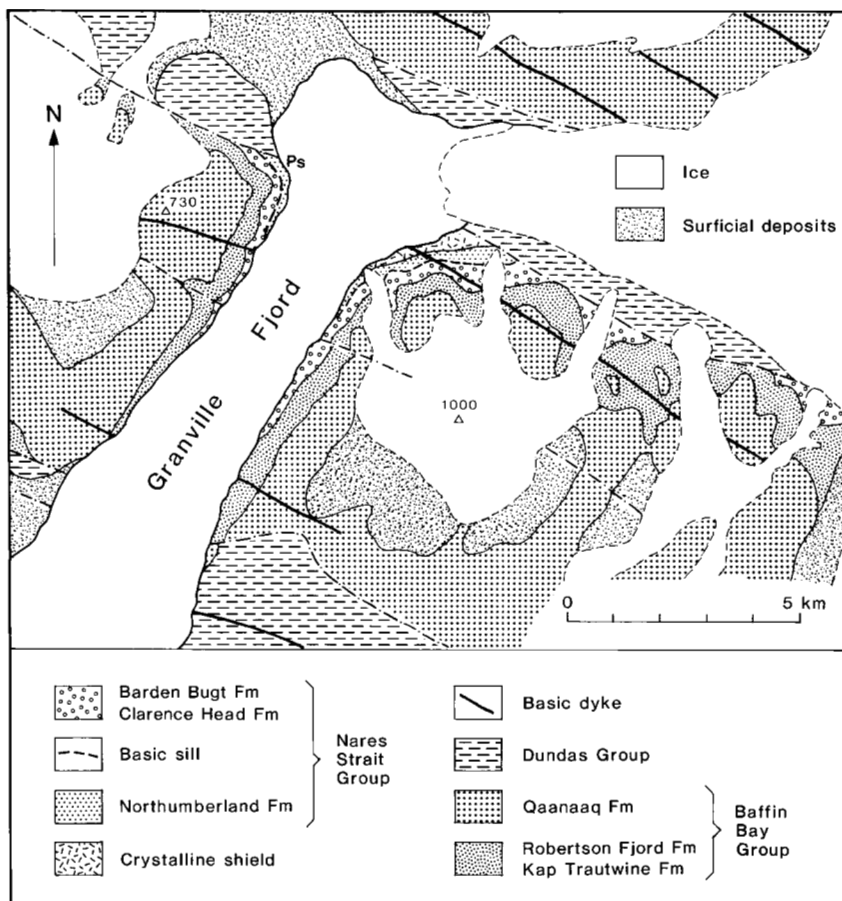 N
Ps
Ice
730
Surficial deposits
Granville Fjord
1000
0 5 km
Barden Bugt Fm
Clarence Head Fm
Basic sill
Northumberland Fm
Nares
Strait
Group
Crystalline shield
Basic dyke
Dundas Group
Qaanaaq Fm
Robertson Fjord Fm
Kap Trautwine Fm
Baffin
Bay
Group